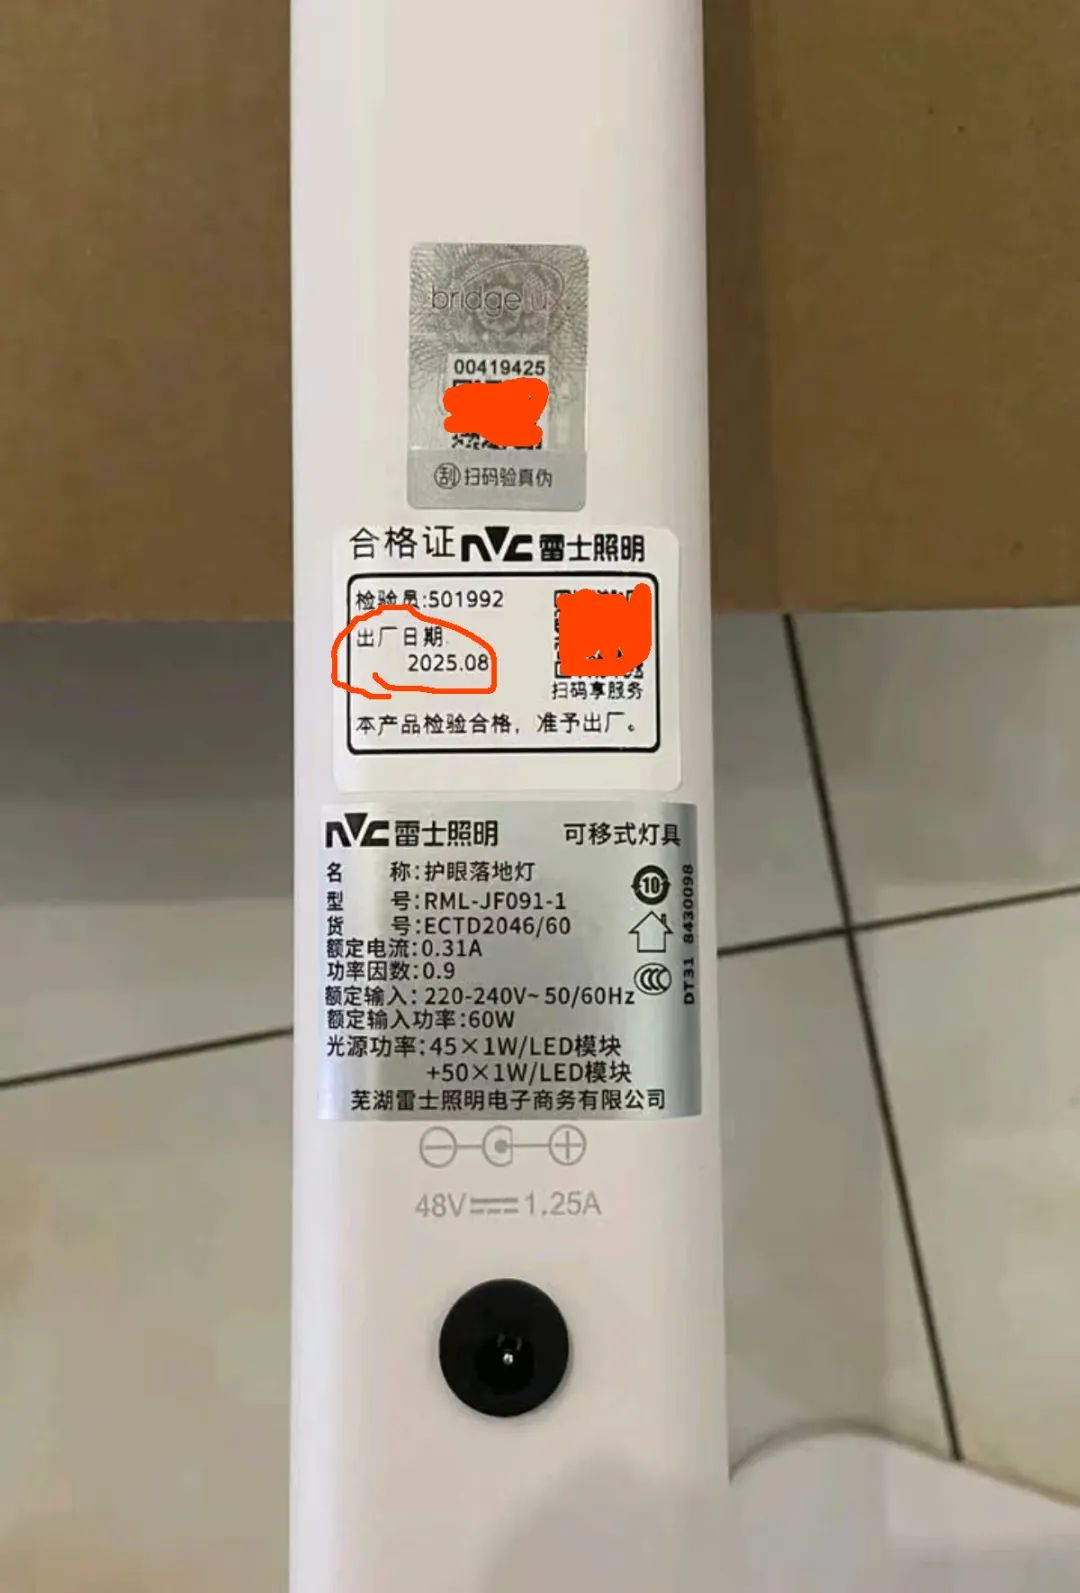 bridgelux
00419425
刮 扫码验真伪
合格证 NVC 雷士照明
检验员:501992
出厂日期:
2025.08
扫码享服务
本产品检验合格，准予出厂。
NVC 雷士照明 可移式灯具
名 称:护眼落地灯
型 号:RML-JF091-1
货 号:ECTD2046/60
额定电流:0.31A
功率因数:0.9
额定输入:220-240V~50/60Hz
额定输入功率:60W
光源功率:45×1W/LED模块
+50×1W/LED模块
芜湖雷士照明电子商务有限公司
10
CCC
DT31 8430098
48V⎓1.25A